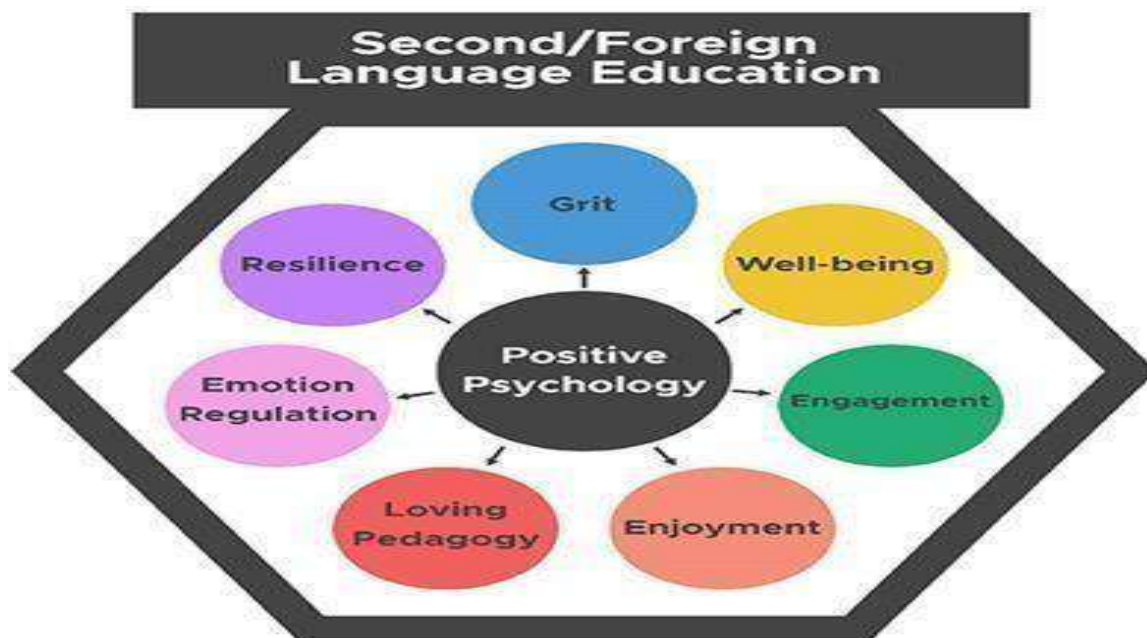 Second/Foreign
Language Education
Grit
Resilience
Well-being
Positive
Psychology
Emotion
Regulation
Engagement
Loving
Pedagogy
Enjoyment